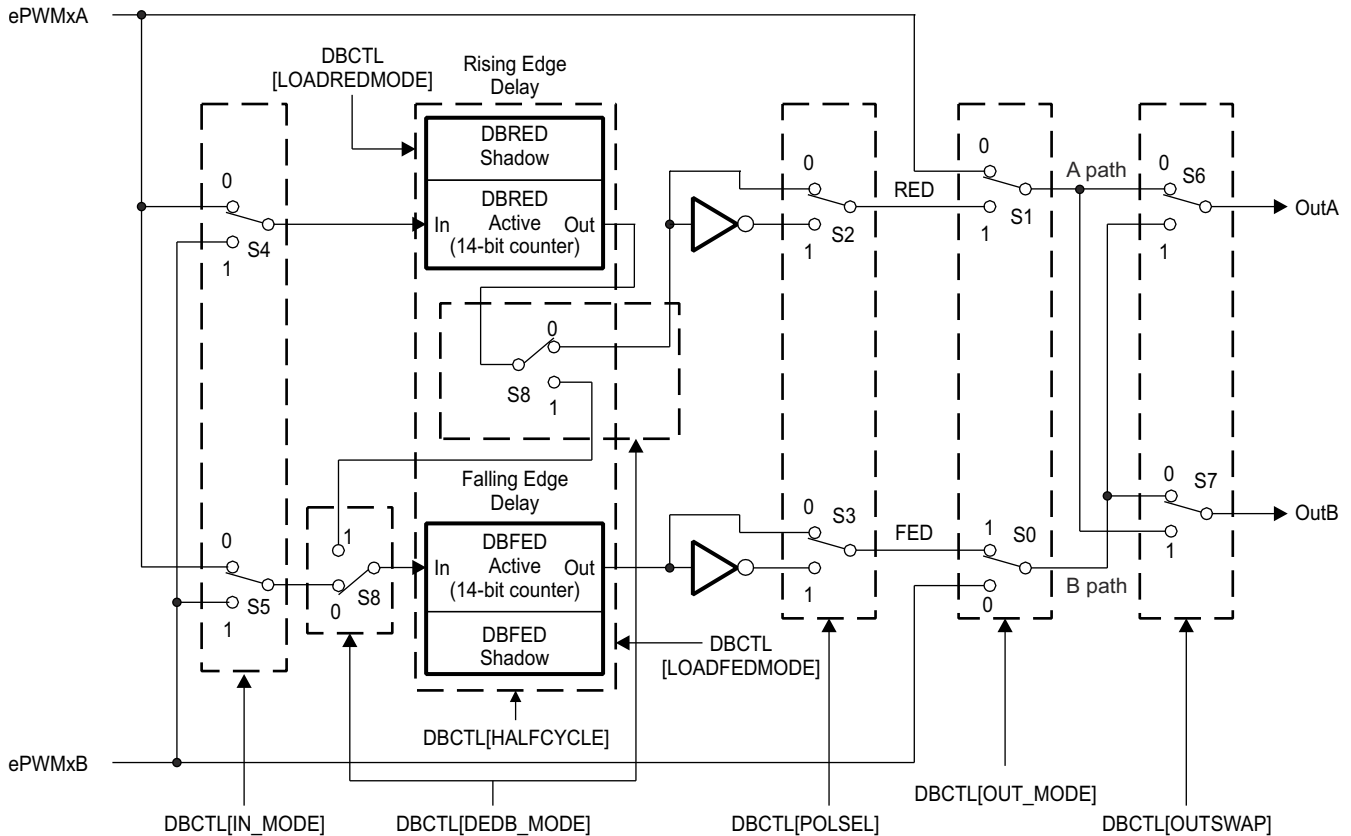 ePWMxA
DBCTL
[LOADREDMODE]
Rising Edge
Delay
DBRED
Shadow
DBRED
In Active Out
(14-bit counter)
0
S4
1
0
S8
1
0
S2
1
RED
0
S1
1
A path
0
S6
1
OutA
Falling Edge
Delay
0
S5
1
1
S8
0
DBFED
In Active Out
(14-bit counter)
DBFED
Shadow
0
S3
1
FED
1
S0
0
B path
0
S7
1
OutB
DBCTL
[LOADFEDMODE]
DBCTL[HALFCYCLE]
ePWMxB
DBCTL[IN_MODE]
DBCTL[DEDB_MODE]
DBCTL[POLSEL]
DBCTL[OUT_MODE]
DBCTL[OUTSWAP]